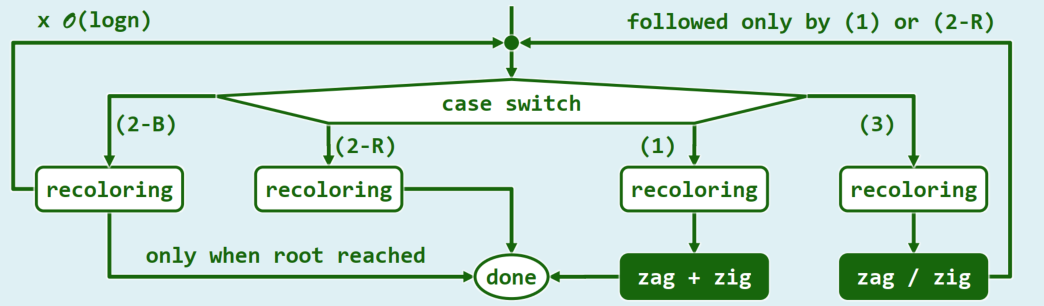 x O(logn)
followed only by (1) or (2-R)
case switch
(2-B)
(2-R)
(1)
(3)
recoloring
recoloring
recoloring
recoloring
only when root reached
done
zag + zig
zag / zig